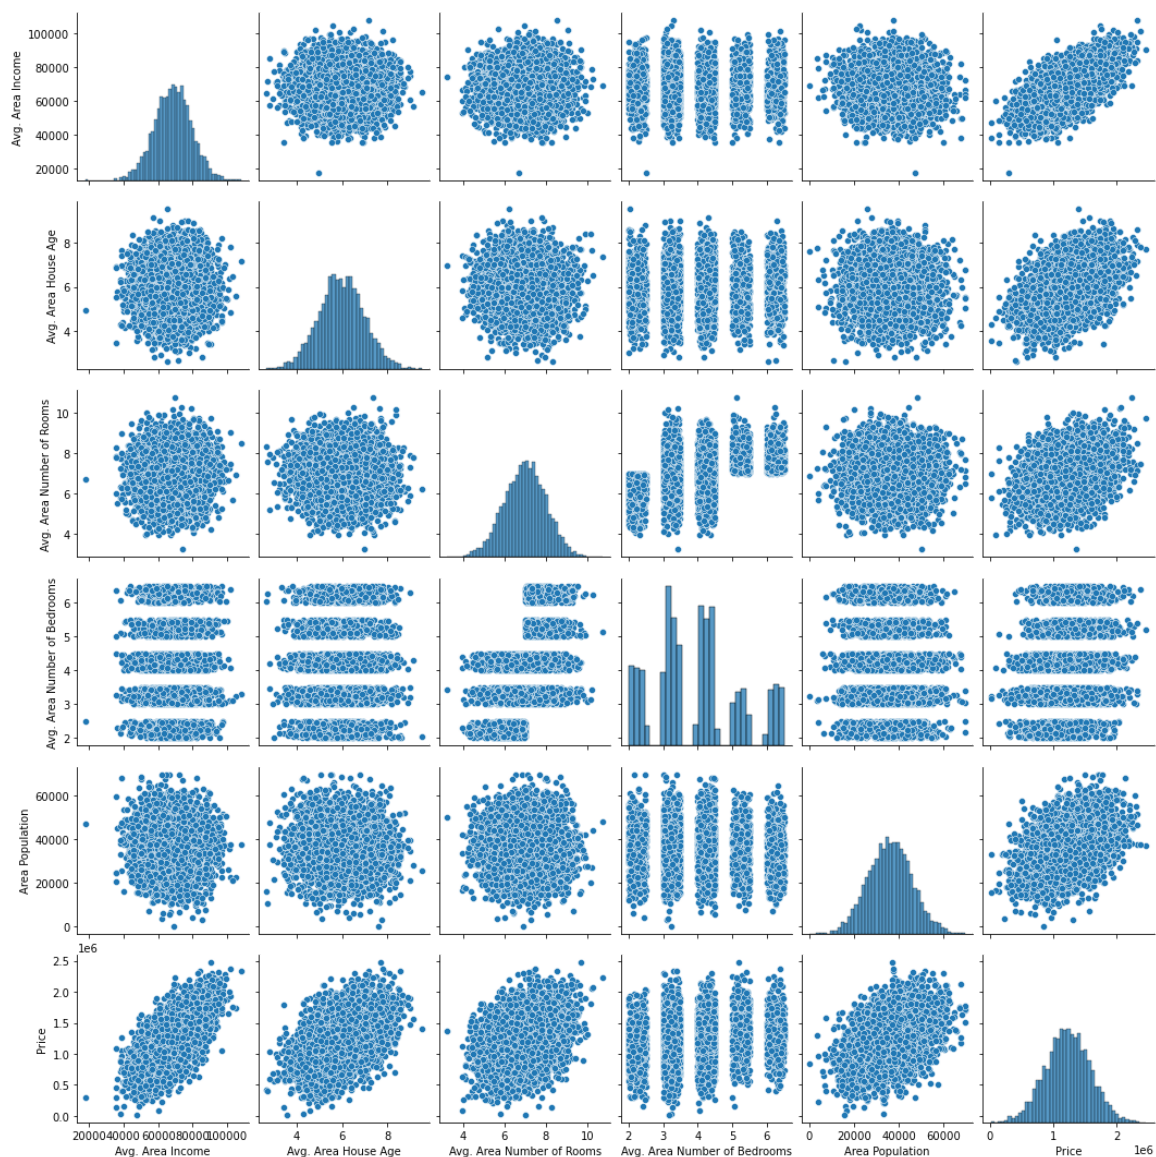 Avg. Area Income
100000
80000
60000
40000
20000
Avg. Area House Age
8
6
4
Avg. Area Number of Rooms
10
8
6
4
Avg. Area Number of Bedrooms
6
5
4
3
2
Area Population
60000
40000
20000
0
1e6
Price
2.5
2.0
1.5
1.0
0.5
0.0
20000 40000 60000 80000 100000
Avg. Area Income
4 6 8
Avg. Area House Age
4 6 8 10
Avg. Area Number of Rooms
2 3 4 5 6
Avg. Area Number of Bedrooms
0 20000 40000 60000
Area Population
0 1 2
Price
1e6